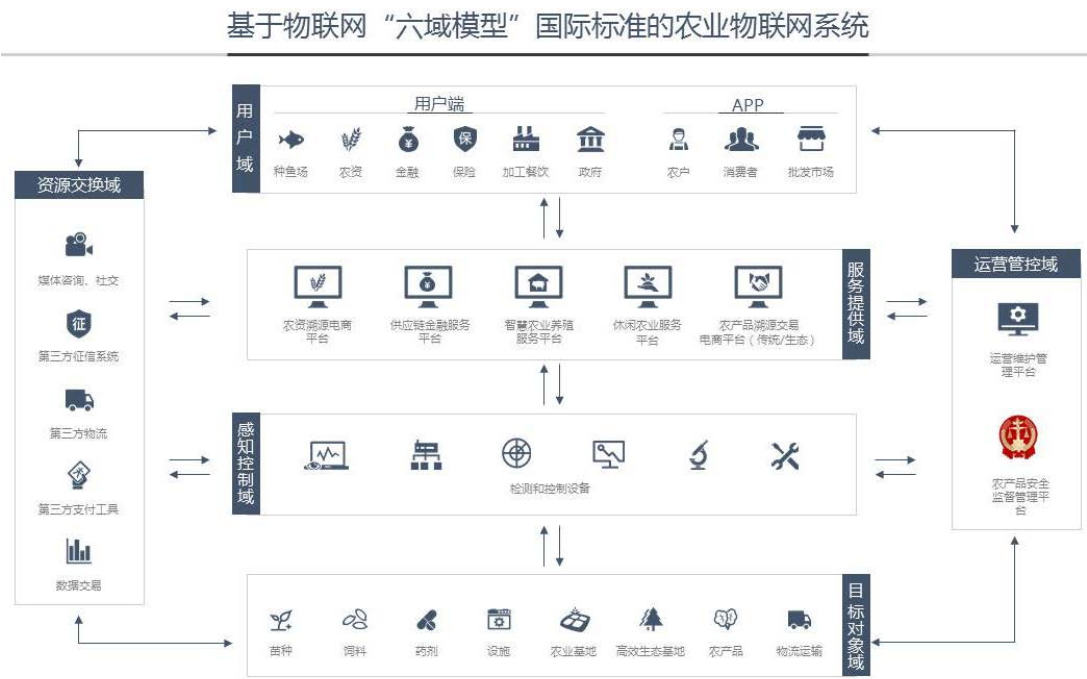 基于物联网“六域模型”国际标准的农业物联网系统
用户域
用户端
APP
种鱼场
农资
金融
保
保险
加工餐饮
政府
农户
消费者
批发市场
资源交换域
媒体咨询、社交
征
第三方征信系统
第三方物流
第三方支付工具
数据交易
服务提供域
农资溯源电商
平台
供应链金融服务
平台
智慧农业养殖
服务平台
休闲农业服务
平台
农产品溯源交易
电商平台（传统/生态）
运营管控域
运营维护管
理平台
农产品安全
监督管理平
台
感知控制域
检测和控制设备
目标对象域
苗种
饲料
药剂
设施
农业基地
高效生态基地
农产品
物流运输